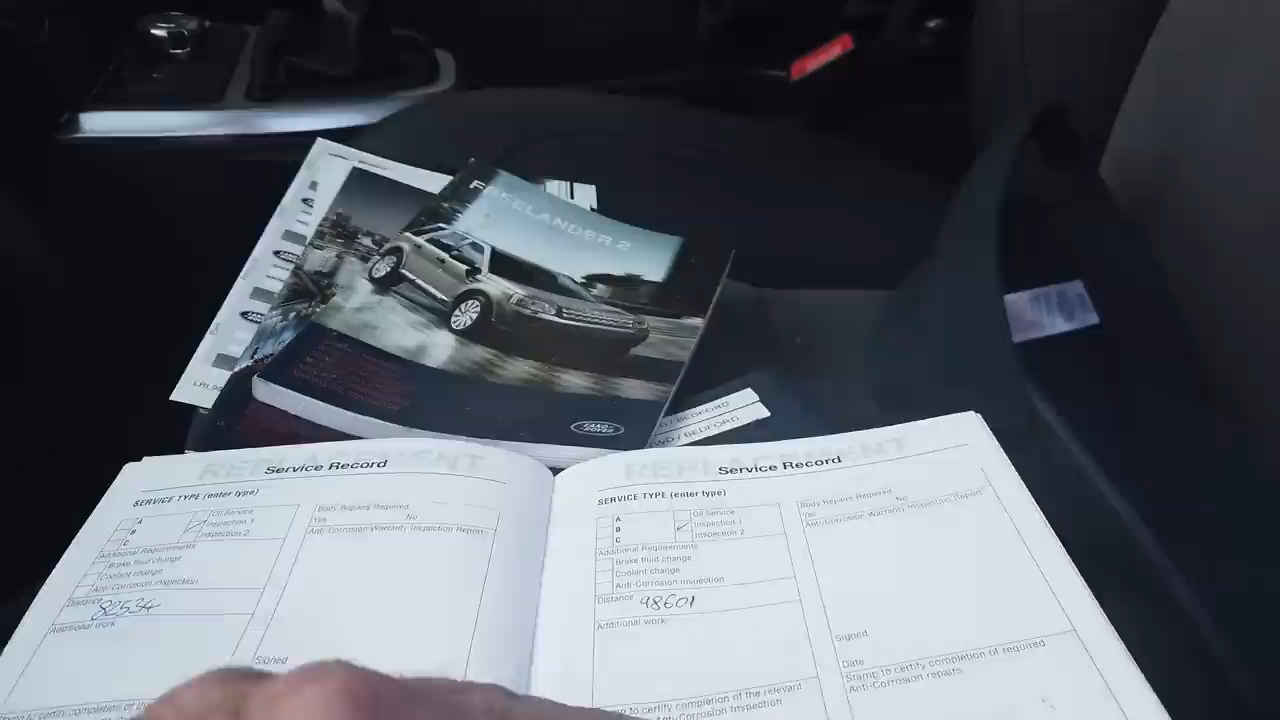 FREELANDER 2
LAND ROVER
D / BEDFORD
WD / BEDFORD
REPLACEMENT
Service Record
SERVICE TYPE (enter type)
A
B
C
Oil Service
Inspection 1
Inspection 2
Additional Requirements
Brake fluid change
Coolant change
Anti-Corrosion Inspection
Distance 82534
Additional work
Body Repairs Required
Yes No
Anti-Corrosion Warranty Inspection Report
Signed
REPLACEMENT
Service Record
SERVICE TYPE (enter type)
A
B
C
Oil Service
Inspection 1
Inspection 2
Additional Requirements
Brake fluid change
Coolant change
Anti-Corrosion Inspection
Distance 98601
Additional work
p to certify completion of the relevant
Anti-Corrosion Inspection
Body Repairs Required
Yes No
Anti-Corrosion Warranty Inspection Report
Signed
Date
Stamp to certify completion of required
Anti-Corrosion repairs